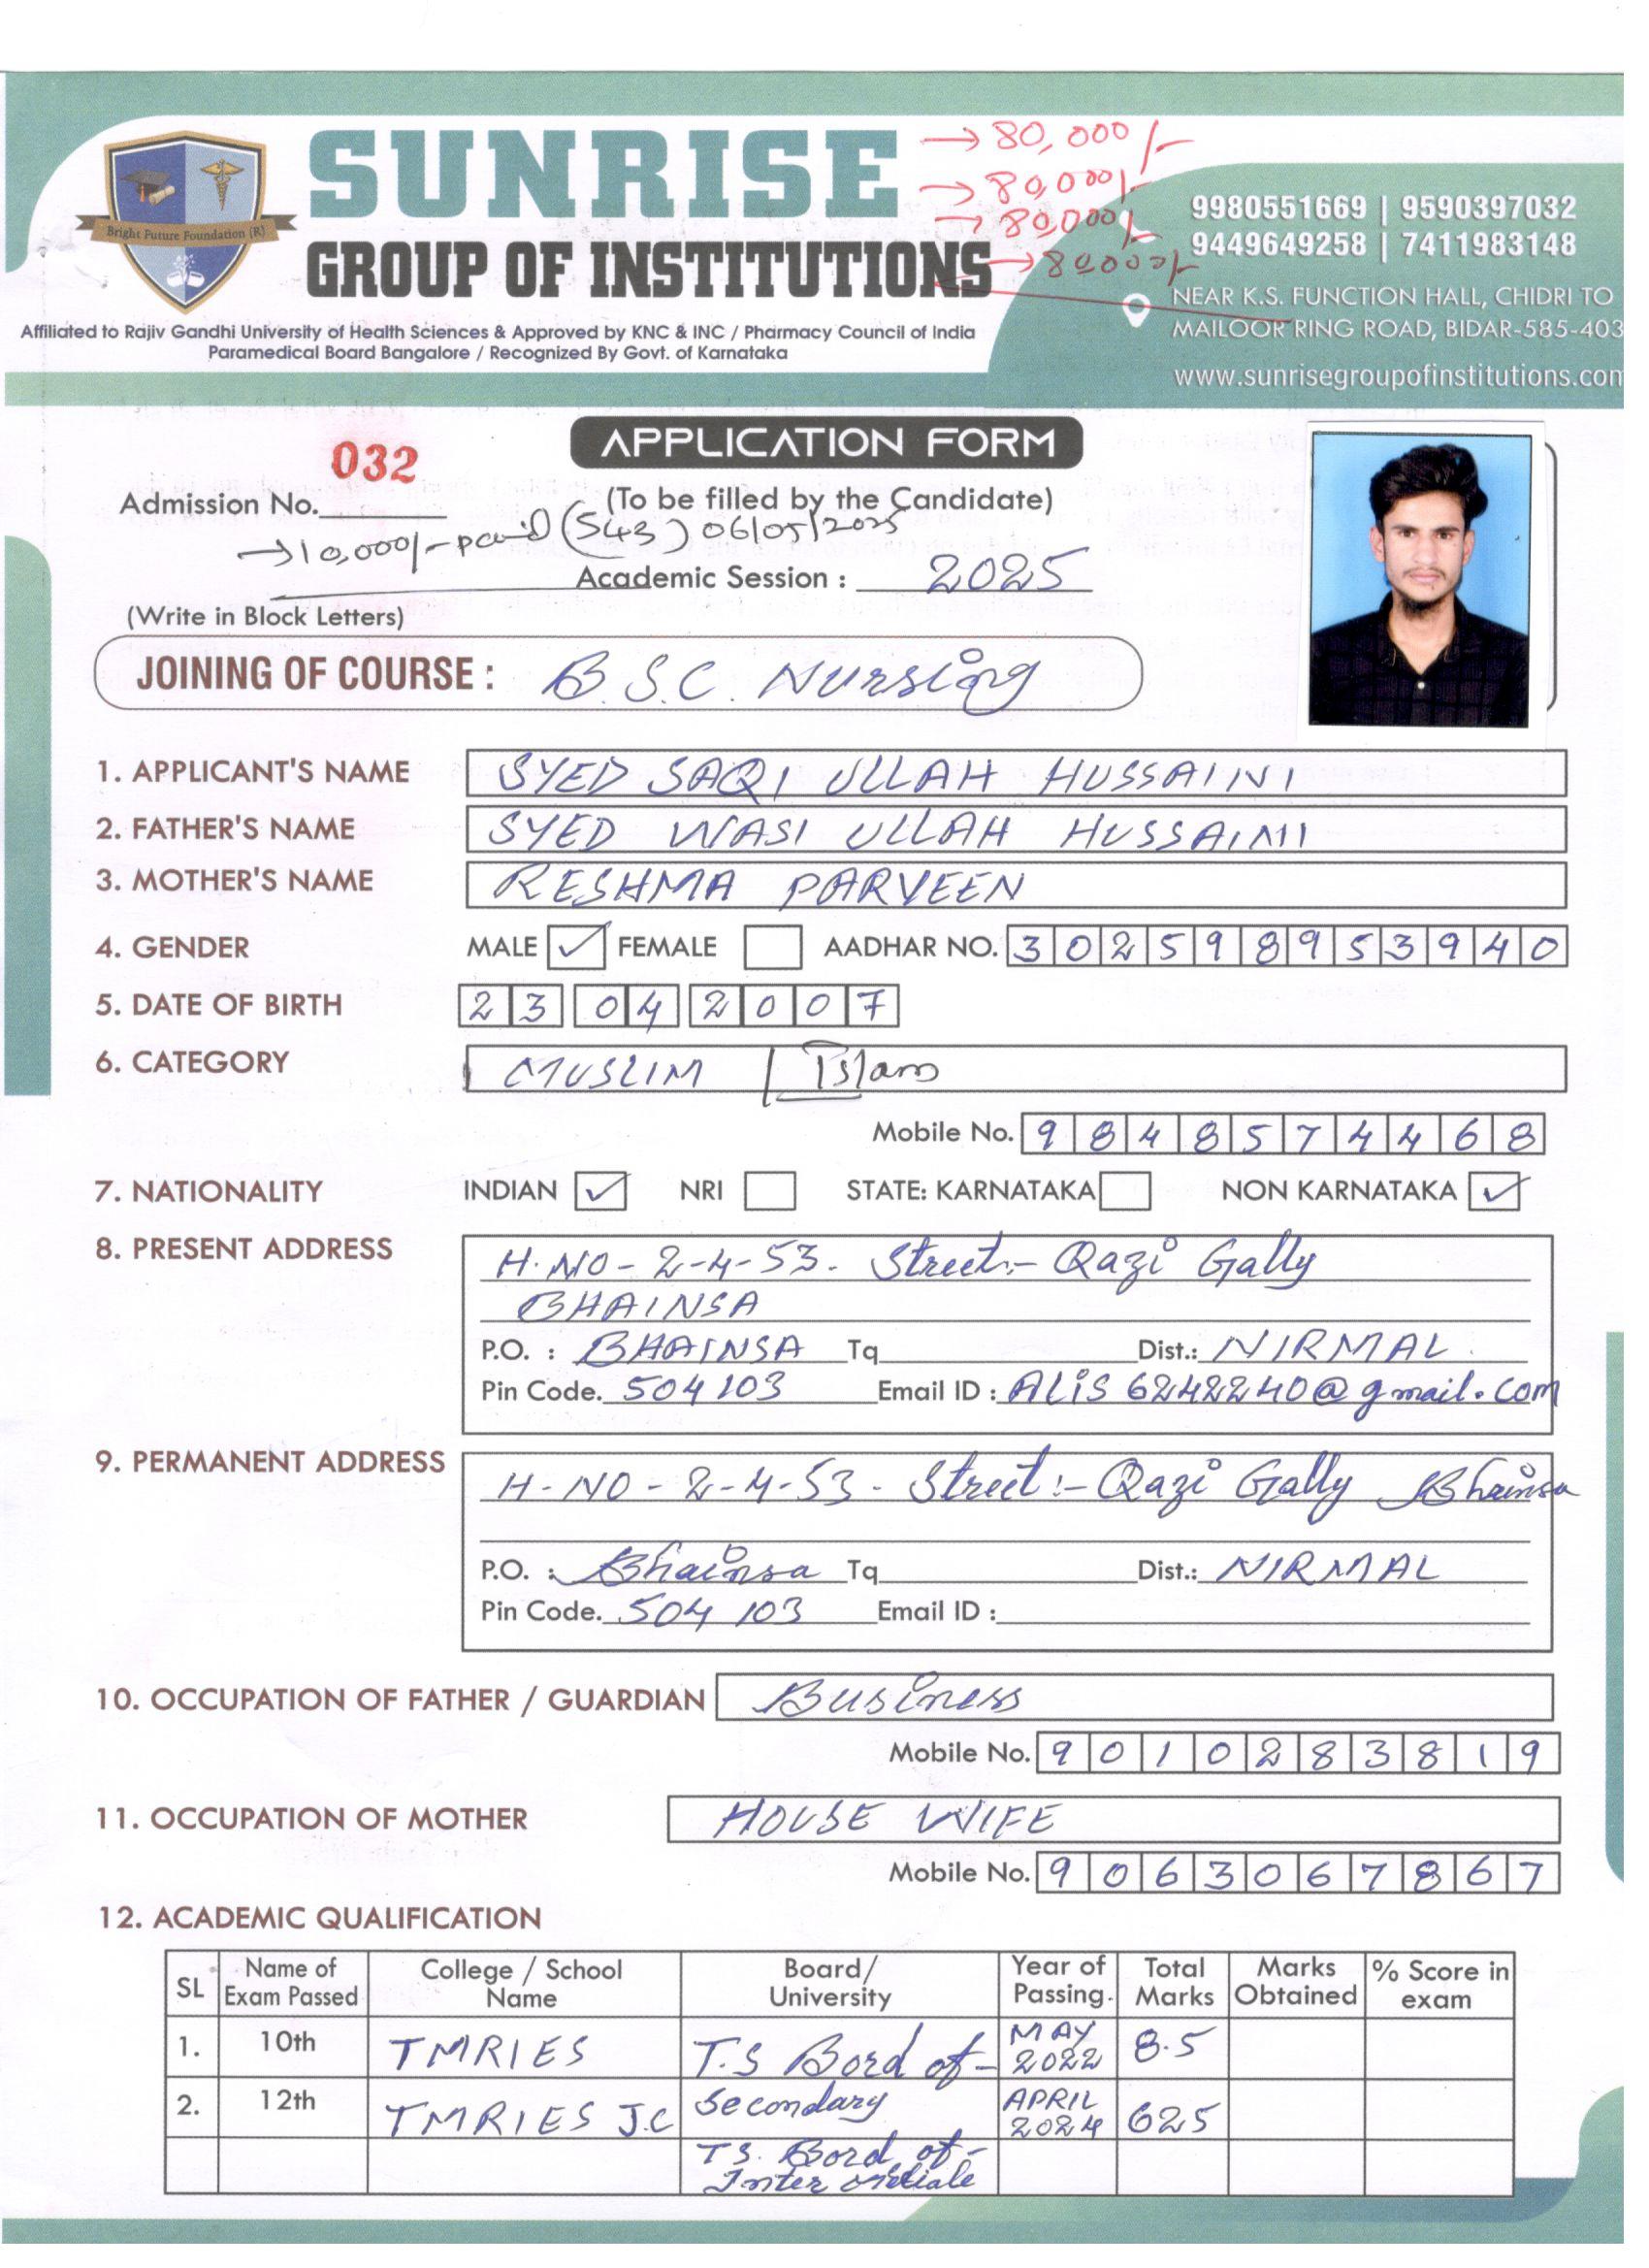 SUNRISE
GROUP OF INSTITUTIONS
Bright Future Foundation (R)
→ 80,000/-
→ 80,000/-
→ 80,000/-
→ 80,000/-
9980551669 | 9590397032
9449649258 | 7411983148
NEAR K.S. FUNCTION HALL, CHIDRI TO
MAILOOR RING ROAD, BIDAR-585-403
www.sunrisegroupofinstitutions.com
Affiliated to Rajiv Gandhi University of Health Sciences & Approved by KNC & INC / Pharmacy Council of India
Paramedical Board Bangalore / Recognized By Govt. of Karnataka
APPLICATION FORM
Admission No. 032
(To be filled by the Candidate)
→10,000/- paid (543) 06/05/2025
Academic Session : 2025
(Write in Block Letters)
JOINING OF COURSE : B.S.C. Nursing
1. APPLICANT'S NAME SYED SAQI ULLAH HUSSAINI
2. FATHER'S NAME SYED WASI ULLAH HUSSAINI
3. MOTHER'S NAME RESHMA PARVEEN
4. GENDER MALE ✓ FEMALE AADHAR NO. 302598953940
5. DATE OF BIRTH 23 04 2007
6. CATEGORY MUSLIM | Islam
Mobile No. 9848574468
7. NATIONALITY INDIAN ✓ NRI STATE: KARNATAKA NON KARNATAKA ✓
8. PRESENT ADDRESS H.NO - 2-4-53. Street:- Qazi Gally
BHAINSA
P.O. : BHAINSA Tq Dist.: NIRMAL
Pin Code. 504103 Email ID : ALiS6242240@gmail.com
9. PERMANENT ADDRESS H-NO - 2-4-53 - Street:- Qazi Gally Bhainsa
P.O. : Bhainsa Tq Dist.: NIRMAL
Pin Code. 504103 Email ID :
10. OCCUPATION OF FATHER / GUARDIAN Business
Mobile No. 9010283819
11. OCCUPATION OF MOTHER HOUSE WIFE
Mobile No. 9063067867
12. ACADEMIC QUALIFICATION
SL Name of Exam Passed College / School Name Board/ University Year of Passing. Total Marks Marks Obtained % Score in exam
1. 10th TMRIES T.S Bord of- MAY 2022 8.5
2. 12th TMRIES J.C Secondary APRIL 2024 625
TS. Bord of-